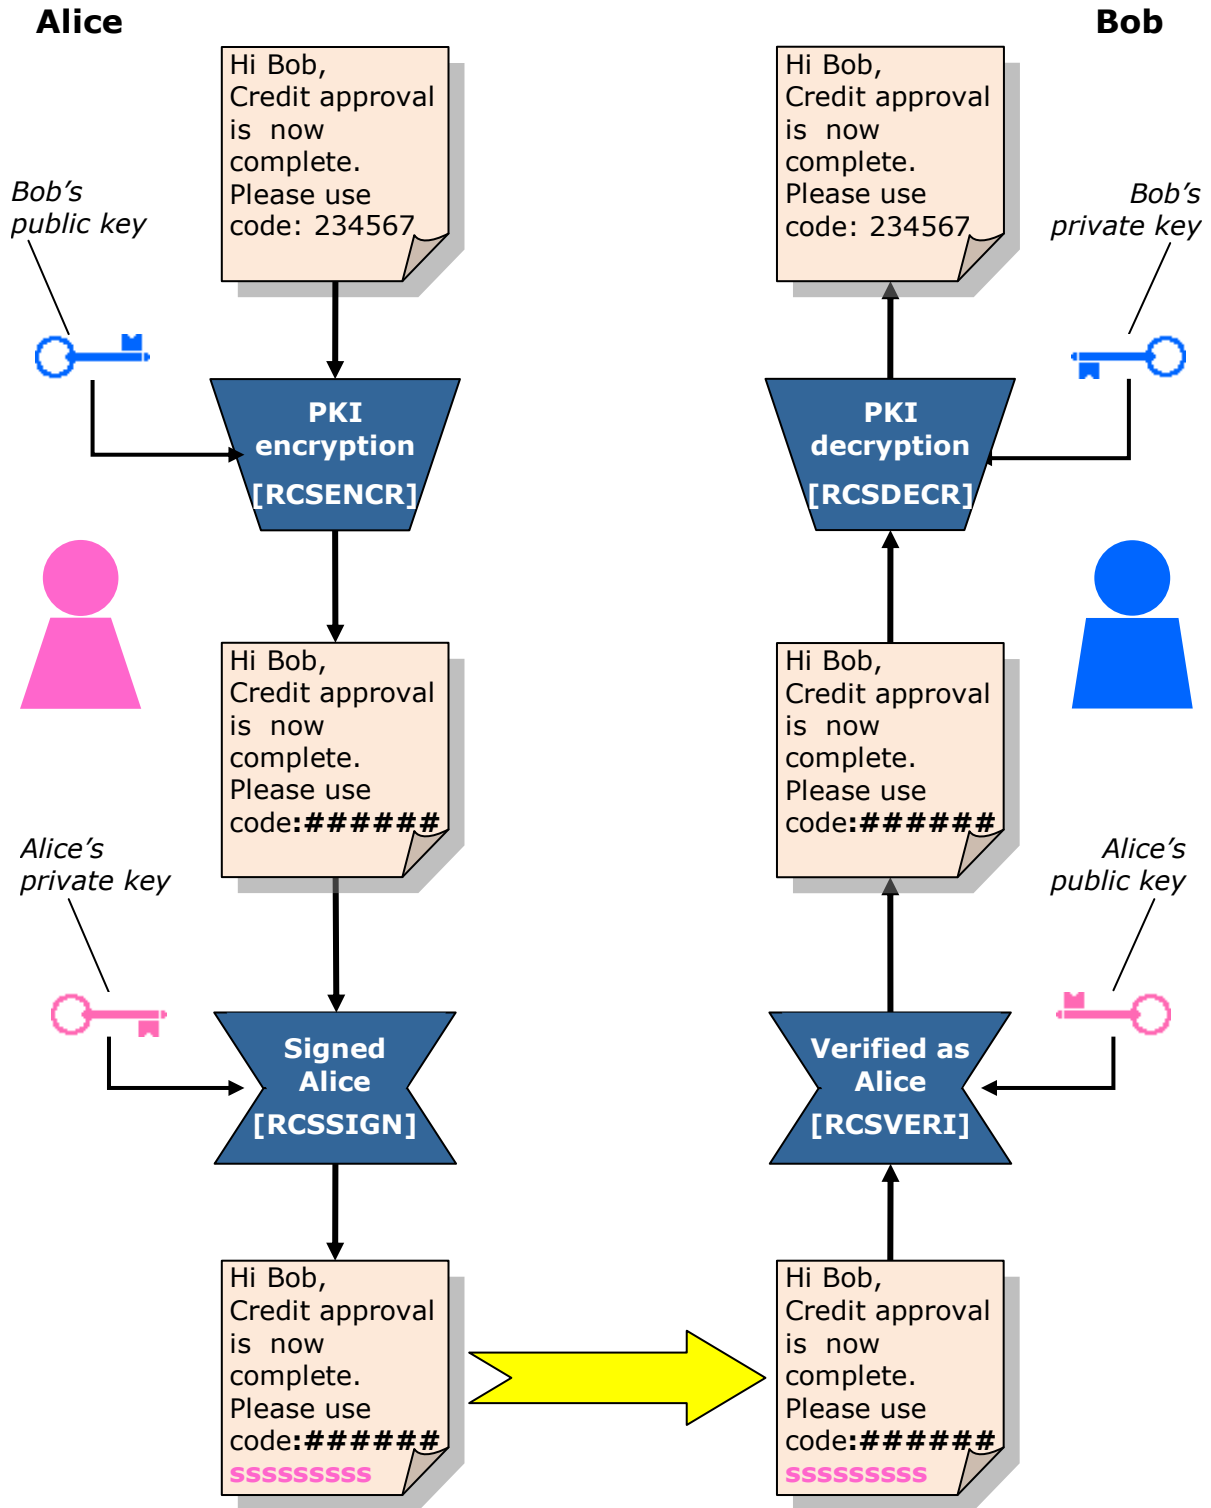 Alice
Hi Bob,
Credit approval
is now
complete.
Please use
code: 234567
Bob's
public key
PKI
encryption
[RCSENCR]
Hi Bob,
Credit approval
is now
complete.
Please use
code:######
Alice's
private key
Signed
Alice
[RCSSIGN]
Hi Bob,
Credit approval
is now
complete.
Please use
code:######
sssssssss
Bob
Hi Bob,
Credit approval
is now
complete.
Please use
code: 234567
Bob's
private key
PKI
decryption
[RCSDECR]
Hi Bob,
Credit approval
is now
complete.
Please use
code:######
Alice's
public key
Verified as
Alice
[RCSVERI]
Hi Bob,
Credit approval
is now
complete.
Please use
code:######
sssssssss